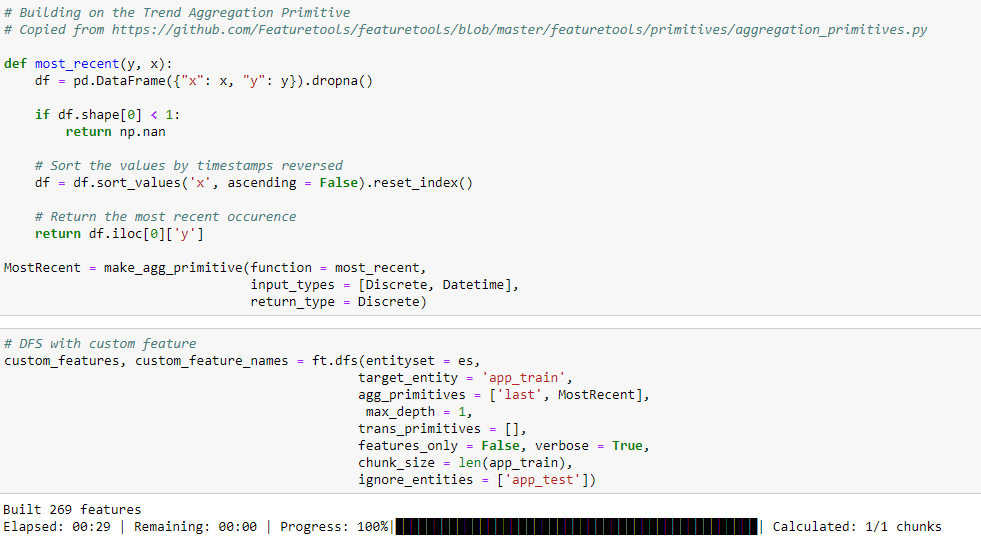 # Building on the Trend Aggregation Primitive
# Copied from https://github.com/Featuretools/featuretools/blob/master/featuretools/primitives/aggregation_primitives.py
def most_recent(y, x):
    df = pd.DataFrame({"x": x, "y": y}).dropna()
    if df.shape[0] < 1:
        return np.nan
    # Sort the values by timestamps reversed
    df = df.sort_values('x', ascending = False).reset_index()
    # Return the most recent occurence
    return df.iloc[0]['y']
MostRecent = make_agg_primitive(function = most_recent,
                                input_types = [Discrete, Datetime],
                                return_type = Discrete)
# DFS with custom feature
custom_features, custom_feature_names = ft.dfs(entityset = es,
                                              target_entity = 'app_train',
                                              agg_primitives = ['last', MostRecent],
                                               max_depth = 1,
                                              trans_primitives = [],
                                              features_only = False, verbose = True,
                                              chunk_size = len(app_train),
                                              ignore_entities = ['app_test'])
Built 269 features
Elapsed: 00:29 | Remaining: 00:00 | Progress: 100%| | Calculated: 1/1 chunks